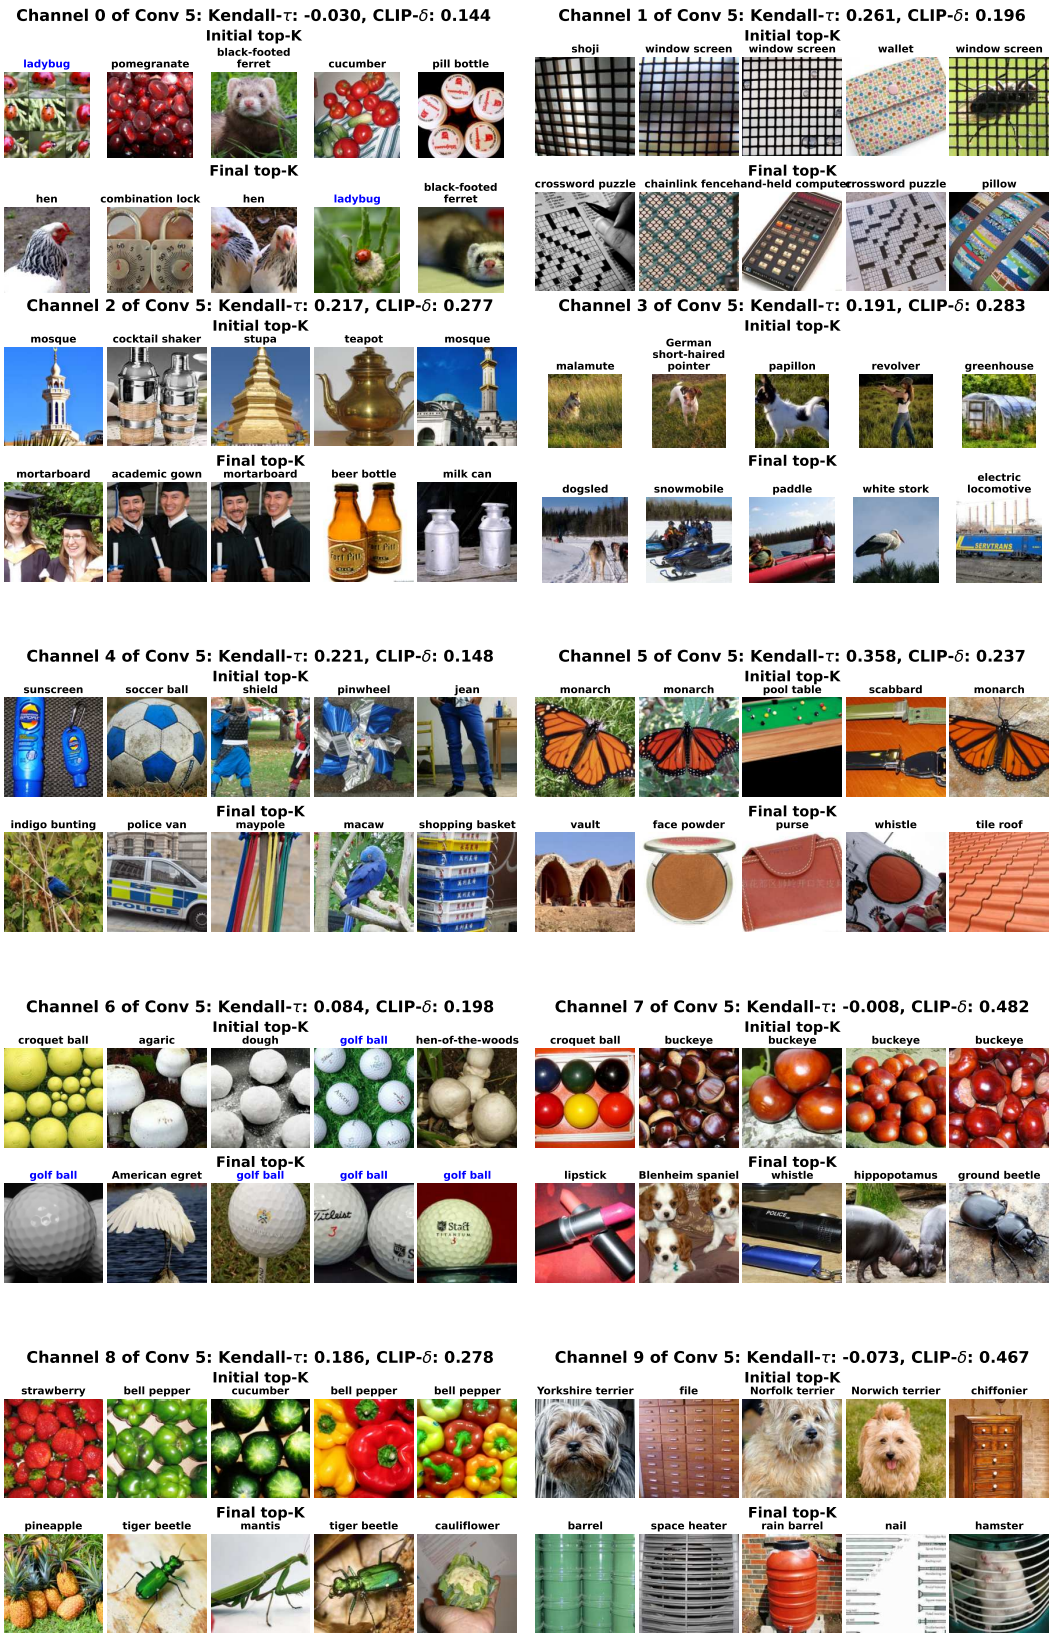 Channel 0 of Conv 5: Kendall-τ: -0.030, CLIP-δ: 0.144
Initial top-K
ladybug pomegranate black-footed ferret cucumber pill bottle
Final top-K
hen combination lock hen ladybug black-footed ferret
Channel 1 of Conv 5: Kendall-τ: 0.261, CLIP-δ: 0.196
Initial top-K
shoji window screen window screen wallet window screen
Final top-K
crossword puzzle chainlink fence hand-held computer crossword puzzle pillow
Channel 2 of Conv 5: Kendall-τ: 0.217, CLIP-δ: 0.277
Initial top-K
mosque cocktail shaker stupa teapot mosque
Final top-K
mortarboard academic gown mortarboard beer bottle milk can
Fort Pitt
BEER
Channel 3 of Conv 5: Kendall-τ: 0.191, CLIP-δ: 0.283
Initial top-K
malamute German short-haired pointer papillon revolver greenhouse
Final top-K
dogsled snowmobile paddle white stork electric locomotive
SERVTRANS
Channel 4 of Conv 5: Kendall-τ: 0.221, CLIP-δ: 0.148
Initial top-K
sunscreen soccer ball shield pinwheel jean
SPORT
Final top-K
indigo bunting police van maypole macaw shopping basket
POLICE
Channel 5 of Conv 5: Kendall-τ: 0.358, CLIP-δ: 0.237
Initial top-K
monarch monarch pool table scabbard monarch
Final top-K
vault face powder purse whistle tile roof
Channel 6 of Conv 5: Kendall-τ: 0.084, CLIP-δ: 0.198
Initial top-K
croquet ball agaric dough golf ball hen-of-the-woods
ASCOT
Final top-K
golf ball American egret golf ball golf ball golf ball
Titleist
3
Staff
TITANIUM
3
Channel 7 of Conv 5: Kendall-τ: -0.008, CLIP-δ: 0.482
Initial top-K
croquet ball buckeye buckeye buckeye buckeye
Final top-K
lipstick Blenheim spaniel whistle hippopotamus ground beetle
POLICE
Channel 8 of Conv 5: Kendall-τ: 0.186, CLIP-δ: 0.278
Initial top-K
strawberry bell pepper cucumber bell pepper bell pepper
Final top-K
pineapple tiger beetle mantis tiger beetle cauliflower
Channel 9 of Conv 5: Kendall-τ: -0.073, CLIP-δ: 0.467
Initial top-K
Yorkshire terrier file Norfolk terrier Norwich terrier chiffonier
Final top-K
barrel space heater rain barrel nail hamster